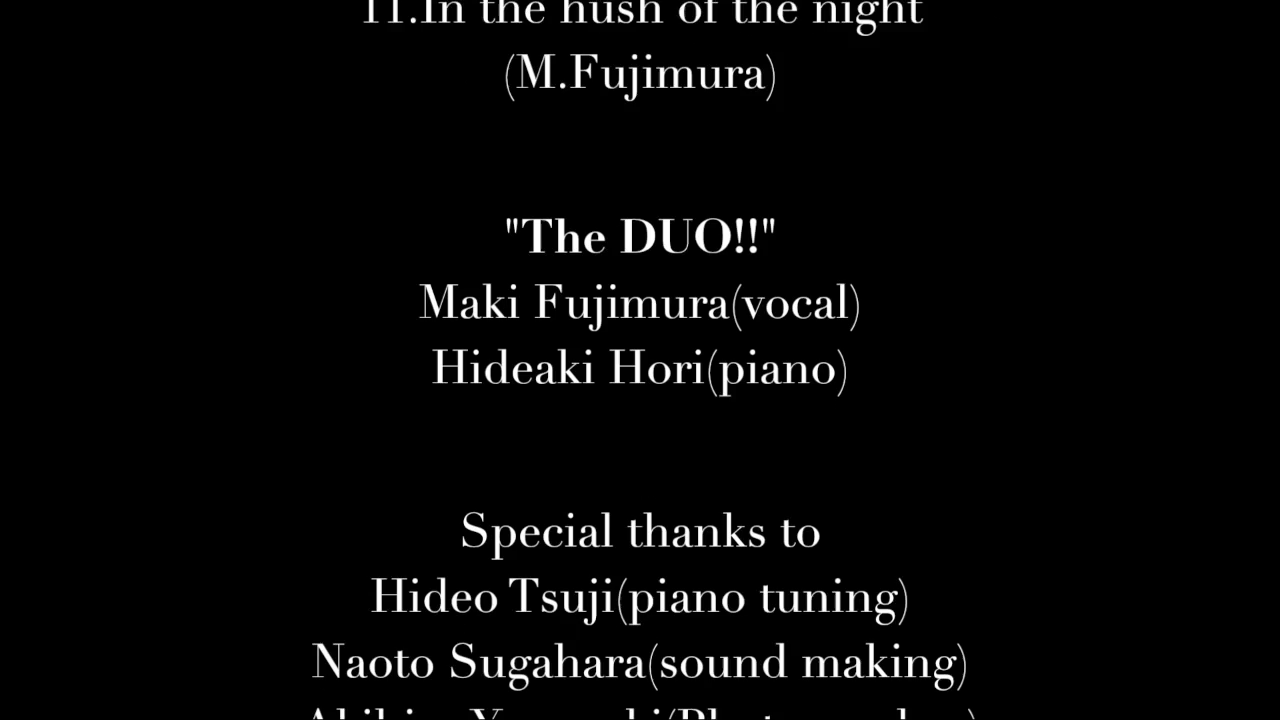 11.In the hush of the night
(M.Fujimura)
"The DUO!!"
Maki Fujimura(vocal)
Hideaki Hori(piano)
Special thanks to
Hideo Tsuji(piano tuning)
Naoto Sugahara(sound making)